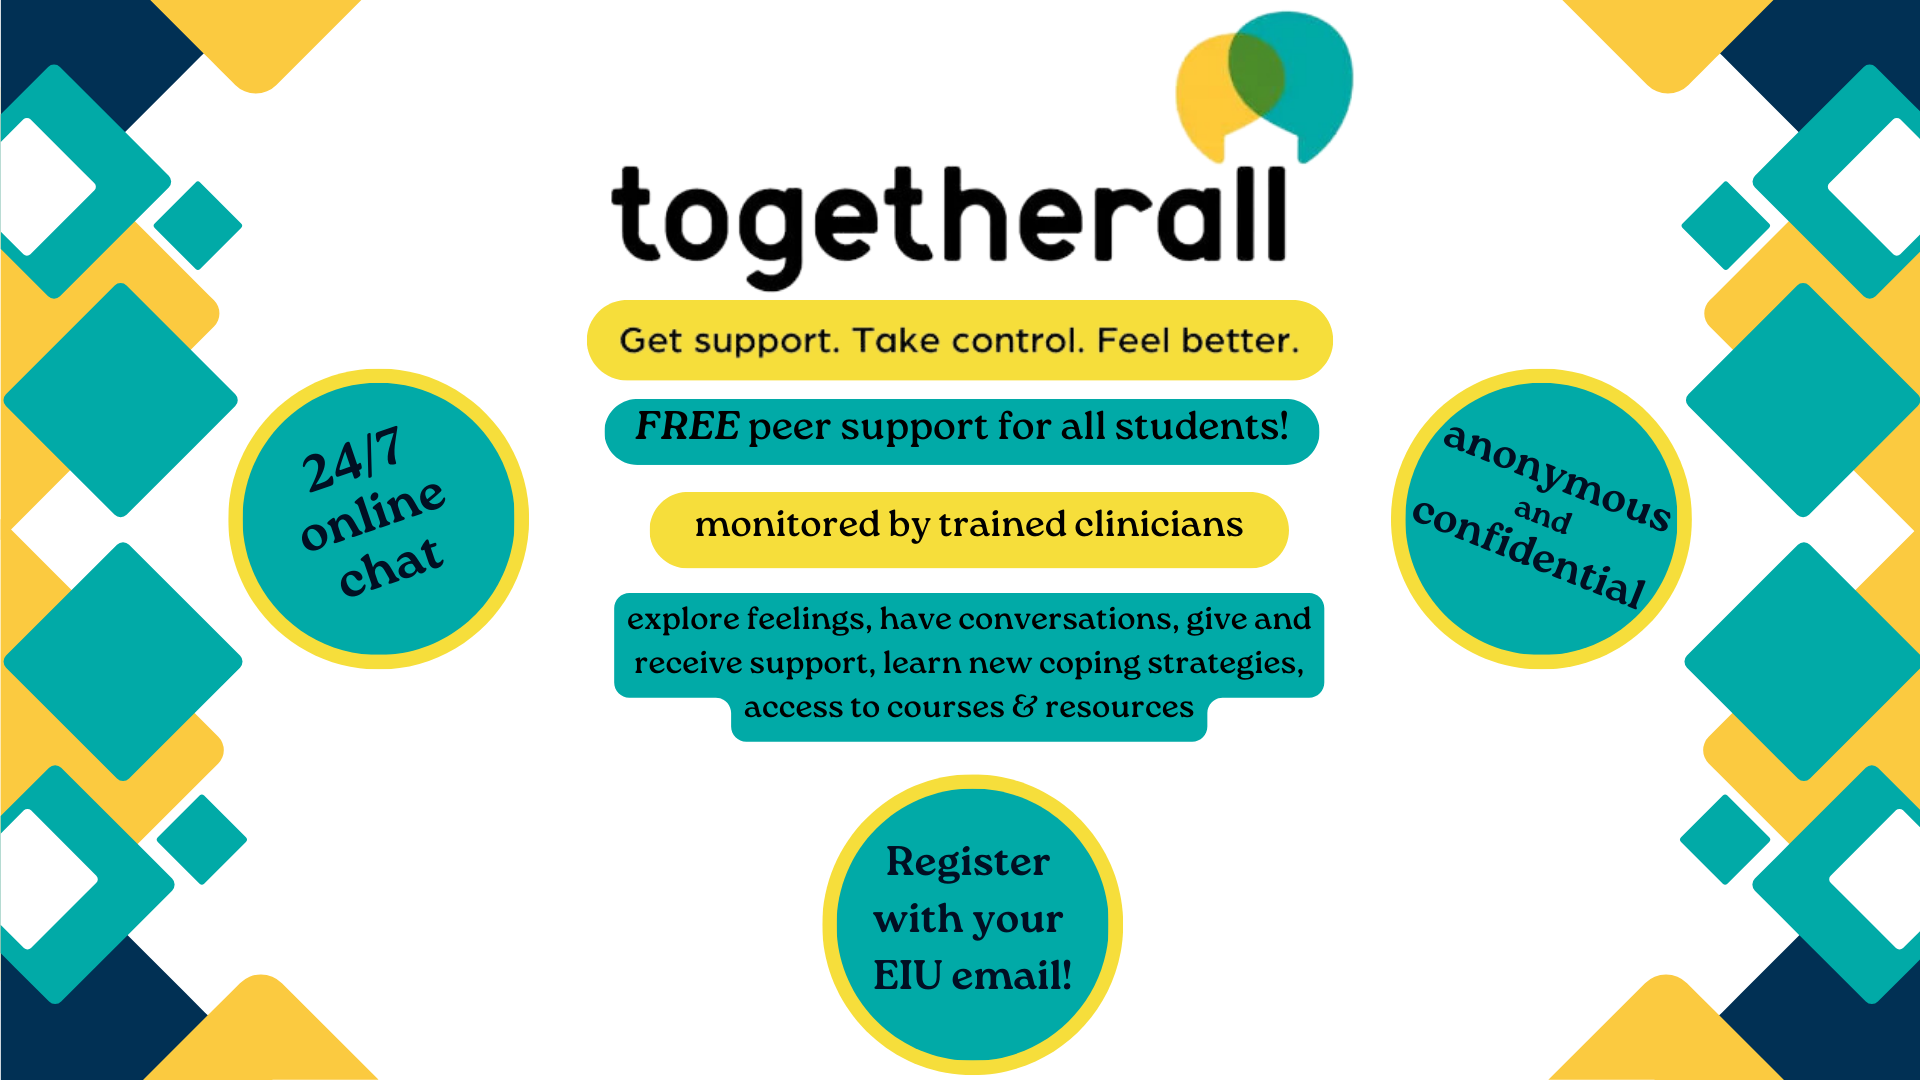 togetherall
Get support. Take control. Feel better.
FREE peer support for all students!
monitored by trained clinicians
explore feelings, have conversations, give and
receive support, learn new coping strategies,
access to courses & resources
24/7
online
chat
anonymous
and
confidential
Register
with your
EIU email!